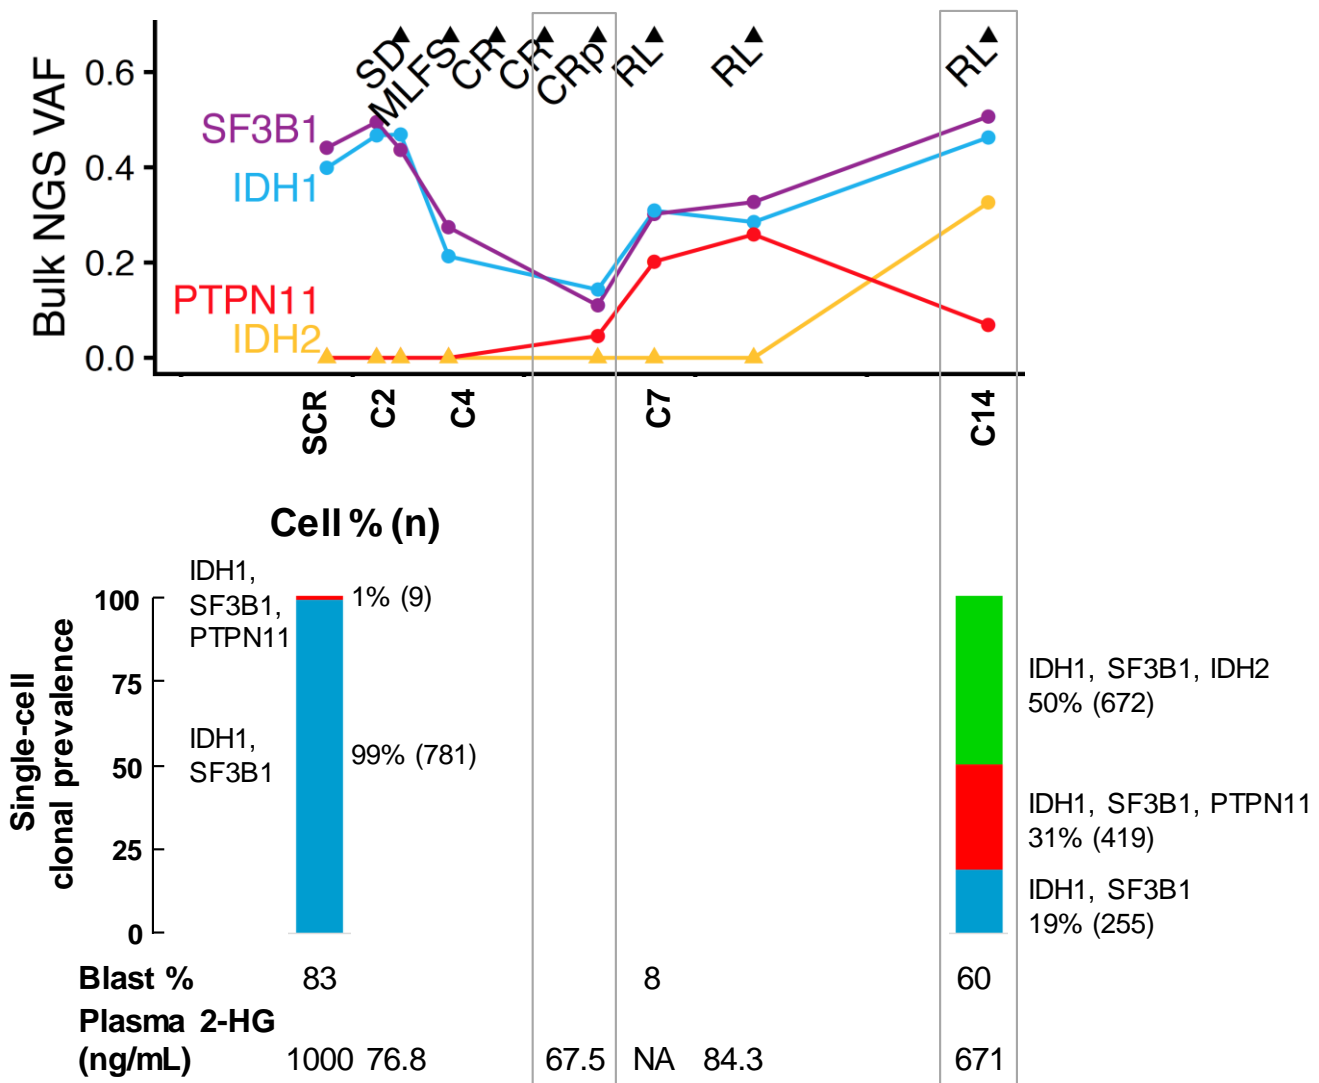 SD
MLFS
CR
CR
CRp
RL
RL
RL
Bulk NGS VAF
0.6
0.4
0.2
0.0
SF3B1
IDH1
PTPN11
IDH2
SCR
C2
C4
C7
C14
Cell % (n)
Single-cell
clonal prevalence
100
75
50
25
0
IDH1,
SF3B1,
PTPN11
1% (9)
IDH1,
SF3B1
99% (781)
IDH1, SF3B1, IDH2
50% (672)
IDH1, SF3B1, PTPN11
31% (419)
IDH1, SF3B1
19% (255)
Blast % 83 8 60
Plasma 2-HG
(ng/mL) 1000 76.8 67.5 NA 84.3 671